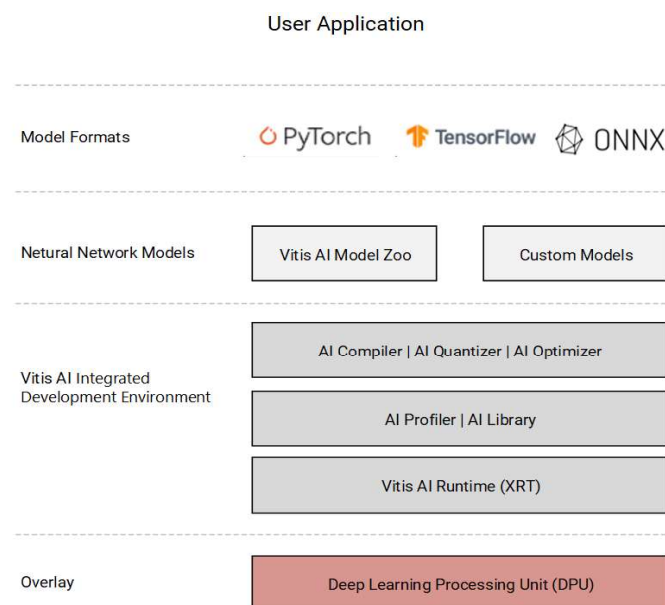 User Application
Model Formats
PyTorch
TensorFlow
ONNX
Netural Network Models
Vitis AI Model Zoo
Custom Models
Vitis AI Integrated
Development Environment
AI Compiler | AI Quantizer | AI Optimizer
AI Profiler | AI Library
Vitis AI Runtime (XRT)
Overlay
Deep Learning Processing Unit (DPU)